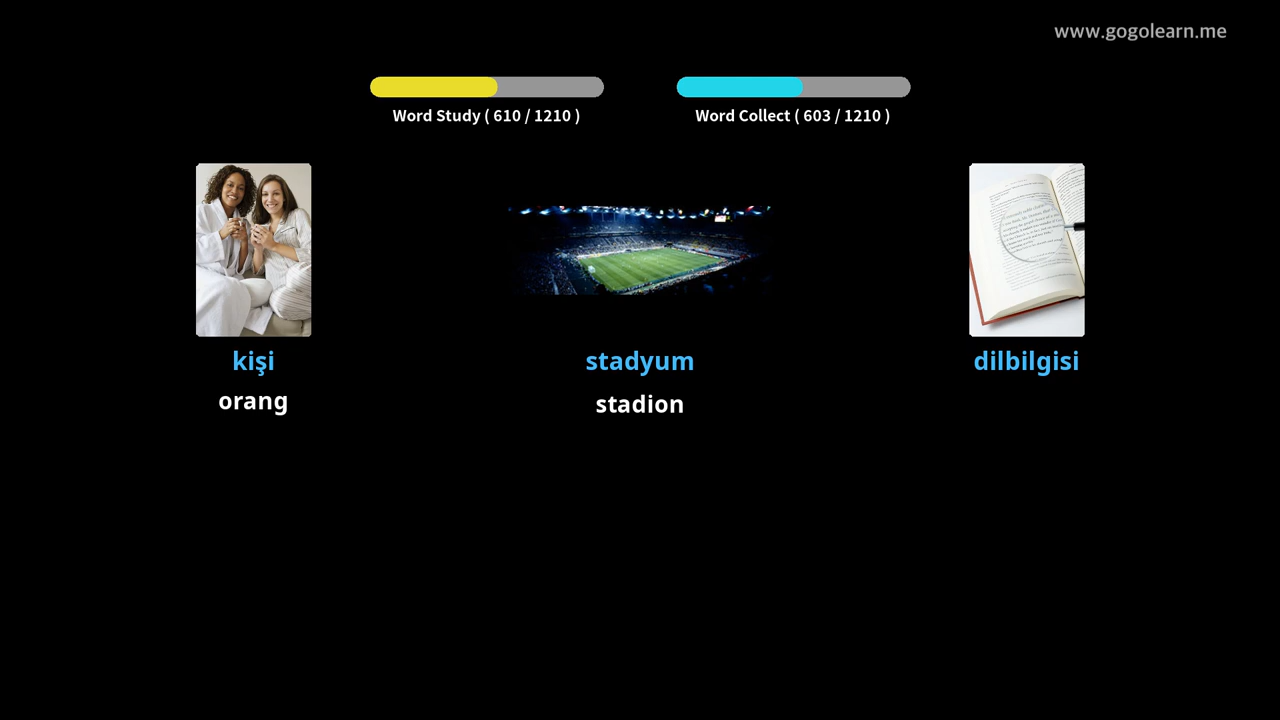 www.gogolearn.me
Word Study ( 610 / 1210 )
Word Collect ( 603 / 1210 )
kişi
orang
stadyum
stadion
dilbilgisi